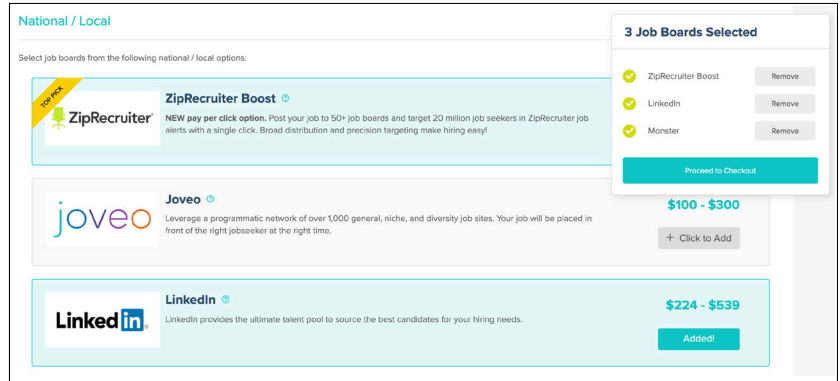 National / Local
Select job boards from the following national / local options:
TOP PICK
ZipRecruiter
ZipRecruiter Boost
NEW pay per click option. Post your job to 50+ job boards and target 20 million job seekers in ZipRecruiter job
alerts with a single click. Broad distribution and precision targeting make hiring easy!
3 Job Boards Selected
ZipRecruiter Boost Remove
LinkedIn Remove
Monster Remove
Proceed to Checkout
joveo
Joveo
Leverage a programmatic network of over 1,000 general, niche, and diversity job sites. Your job will be placed in
front of the right jobseeker at the right time.
$100 - $300
+ Click to Add
Linked in
LinkedIn
LinkedIn provides the ultimate talent pool to source the best candidates for your hiring needs.
$224 - $539
Added!